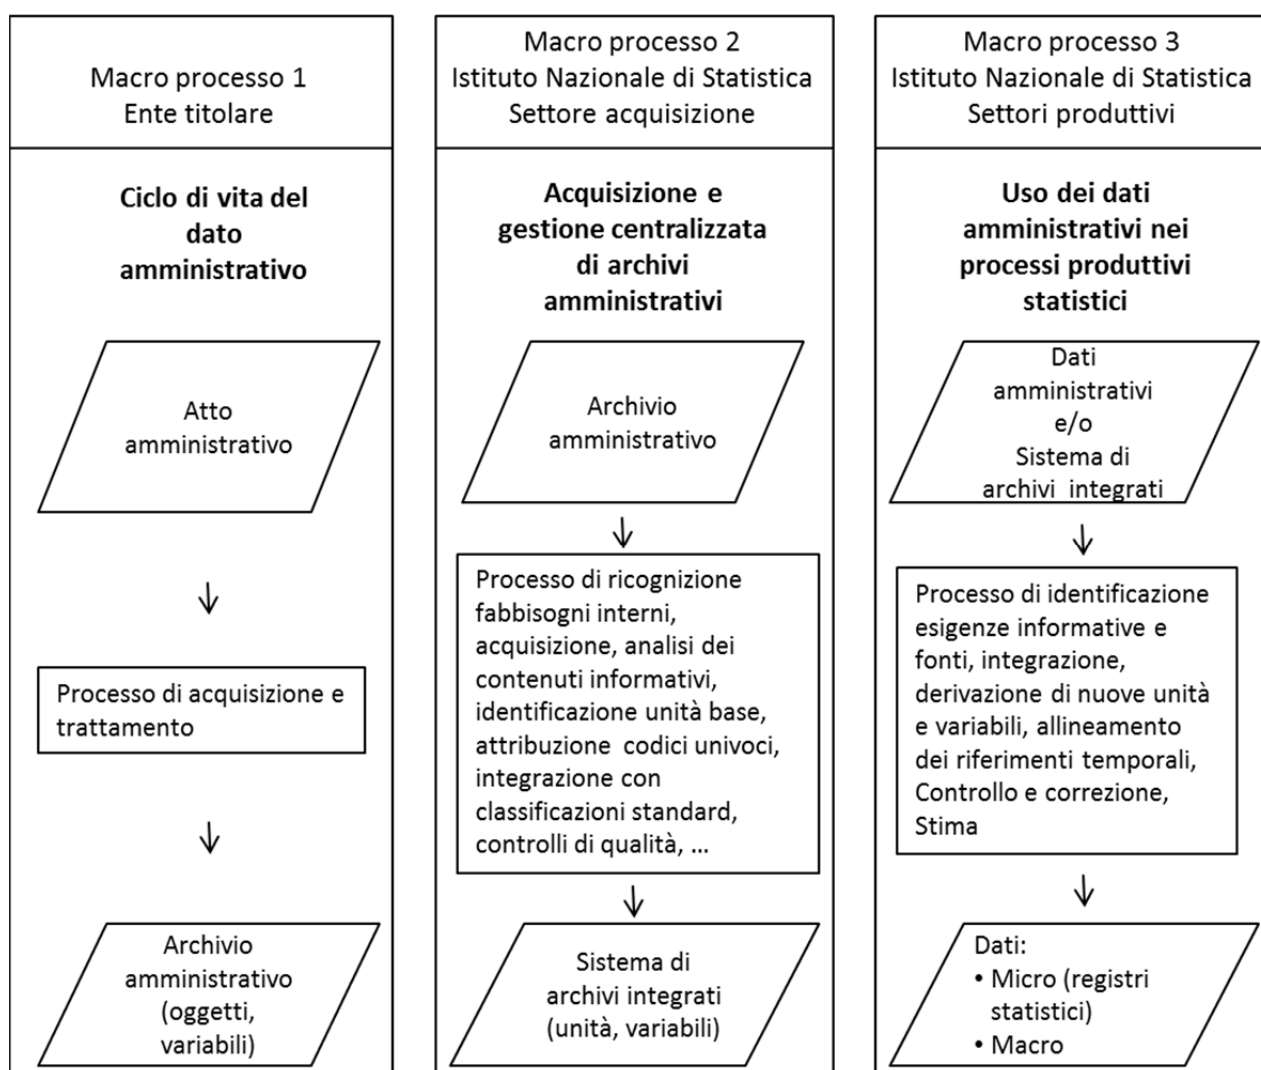 Macro processo 1
Ente titolare
Ciclo di vita del
dato
amministrativo
Atto
amministrativo
Processo di acquisizione e
trattamento
Archivio
amministrativo
(oggetti,
variabili)
Macro processo 2
Istituto Nazionale di Statistica
Settore acquisizione
Acquisizione e
gestione centralizzata
di archivi
amministrativi
Archivio
amministrativo
Processo di ricognizione
fabbisogni interni,
acquisizione, analisi dei
contenuti informativi,
identificazione unità base,
attribuzione codici univoci,
integrazione con
classificazioni standard,
controlli di qualità, ...
Sistema di
archivi integrati
(unità, variabili)
Macro processo 3
Istituto Nazionale di Statistica
Settori produttivi
Uso dei dati
amministrativi nei
processi produttivi
statistici
Dati
amministrativi
e/o
Sistema di
archivi integrati
Processo di identificazione
esigenze informative e
fonti, integrazione,
derivazione di nuove unità
e variabili, allineamento
dei riferimenti temporali,
Controllo e correzione,
Stima
Dati:
• Micro (registri
statistici)
• Macro